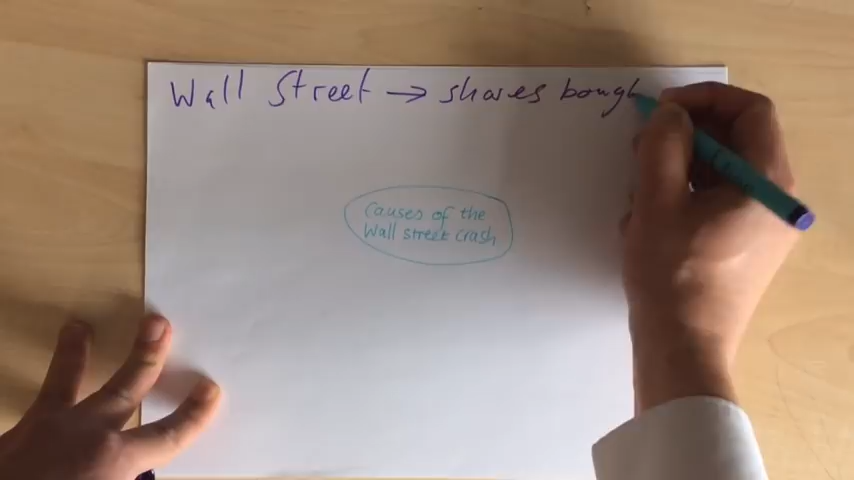 Wall Street → shares bough
Causes of the
Wall street crash